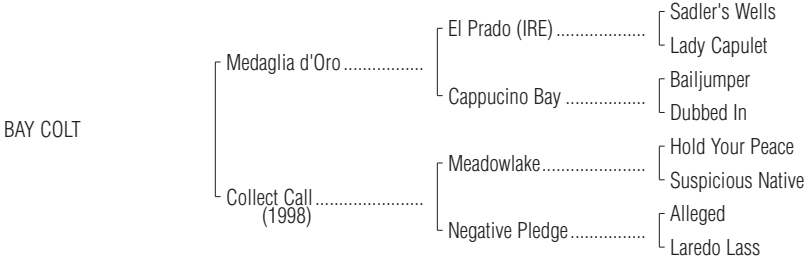 Sadler's Wells
El Prado (IRE) ...................
Lady Capulet
Medaglia d'Oro .................
Bailjumper
Cappucino Bay .................
Dubbed In
BAY COLT
Hold Your Peace
Meadowlake......................
Suspicious Native
Collect Call .......................
(1998)
Alleged
Negative Pledge................
Laredo Lass